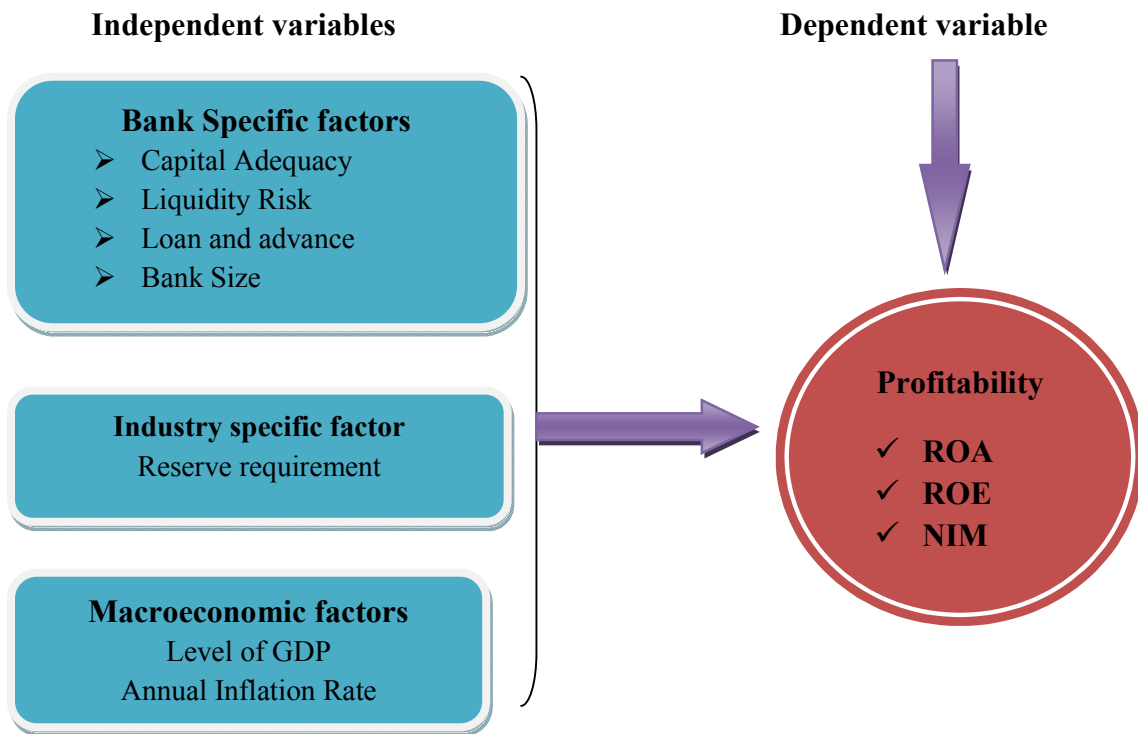 Independent variables
Dependent variable
Bank Specific factors
➢ Capital Adequacy
➢ Liquidity Risk
➢ Loan and advance
➢ Bank Size
Industry specific factor
Reserve requirement
Macroeconomic factors
Level of GDP
Annual Inflation Rate
Profitability
✓ ROA
✓ ROE
✓ NIM